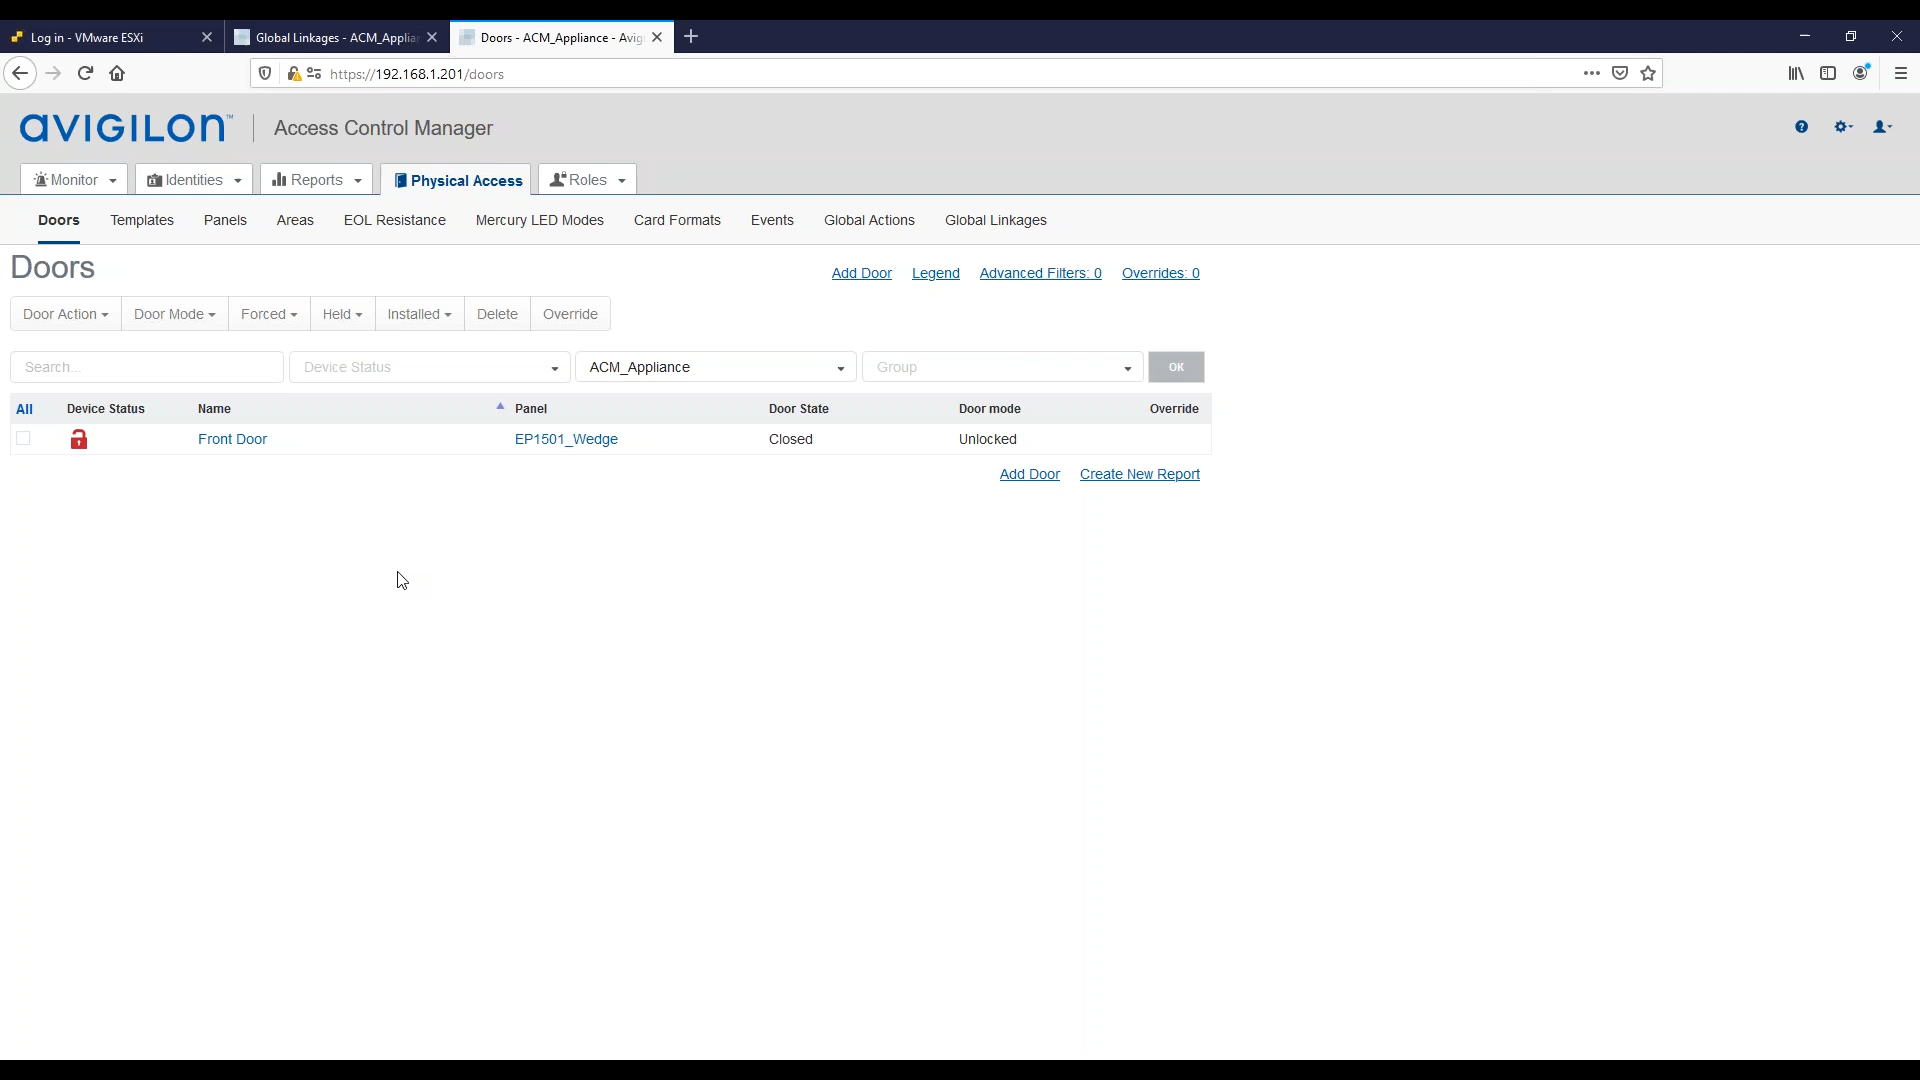 Log in - VMware ESXi
Global Linkages - ACM_Applia
Doors - ACM_Appliance - Avig
https://192.168.1.201/doors
avigilon™ | Access Control Manager
Monitor Identities Reports Physical Access Roles
Doors Templates Panels Areas EOL Resistance Mercury LED Modes Card Formats Events Global Actions Global Linkages
Doors
Add Door Legend Advanced Filters: 0 Overrides: 0
Door Action Door Mode Forced Held Installed Delete Override
Search... Device Status ACM_Appliance Group OK
All Device Status Name Panel Door State Door mode Override
Front Door EP1501_Wedge Closed Unlocked
Add Door Create New Report